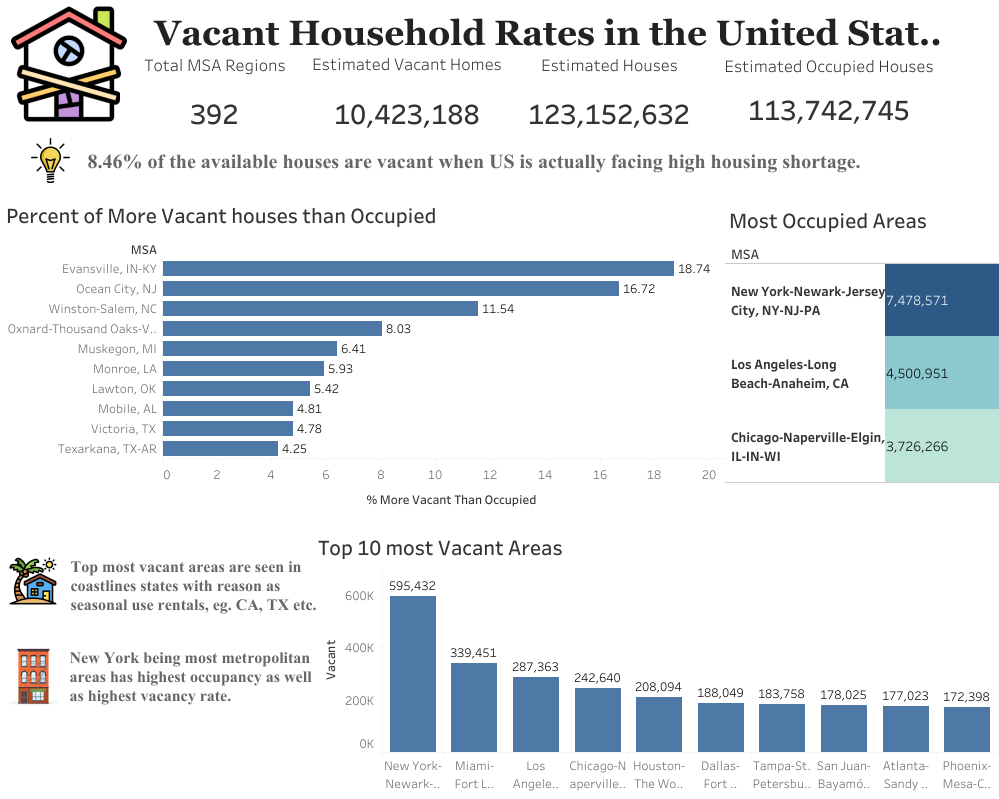 Vacant Household Rates in the United Stat..
Total MSA Regions
392
Estimated Vacant Homes
10,423,188
Estimated Houses
123,152,632
Estimated Occupied Houses
113,742,745
8.46% of the available houses are vacant when US is actually facing high housing shortage.
Percent of More Vacant houses than Occupied
MSA
Evansville, IN-KY 18.74
Ocean City, NJ 16.72
Winston-Salem, NC 11.54
Oxnard-Thousand Oaks-V.. 8.03
Muskegon, MI 6.41
Monroe, LA 5.93
Lawton, OK 5.42
Mobile, AL 4.81
Victoria, TX 4.78
Texarkana, TX-AR 4.25
0 2 4 6 8 10 12 14 16 18 20
% More Vacant Than Occupied
Most Occupied Areas
MSA
New York-Newark-Jersey
City, NY-NJ-PA
7,478,571
Los Angeles-Long
Beach-Anaheim, CA
4,500,951
Chicago-Naperville-Elgin,
IL-IN-WI
3,726,266
Top most vacant areas are seen in
coastlines states with reason as
seasonal use rentals, eg. CA, TX etc.
New York being most metropolitan
areas has highest occupancy as well
as highest vacancy rate.
Top 10 most Vacant Areas
Vacant
600K
400K
200K
0K
595,432
339,451
287,363
242,640
208,094
188,049
183,758
178,025
177,023
172,398
New York-
Newark-..
Miami-
Fort L..
Los
Angele..
Chicago-N
aperville..
Houston-
The Wo..
Dallas-
Fort ..
Tampa-St.
Petersbu..
San Juan-
Bayamó..
Atlanta-
Sandy ..
Phoenix-
Mesa-C..